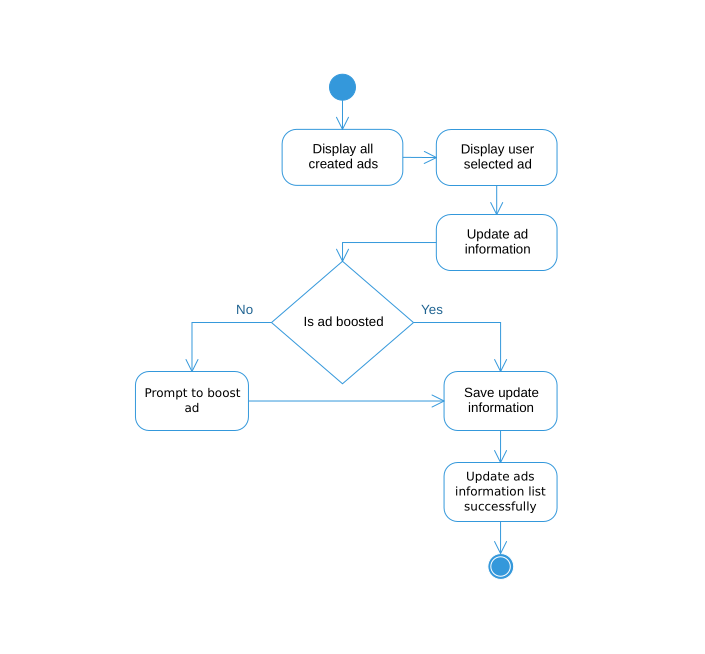 Display all
created ads
Display user
selected ad
Update ad
information
Is ad boosted
No
Yes
Prompt to boost
ad
Save update
information
Update ads
information list
successfully